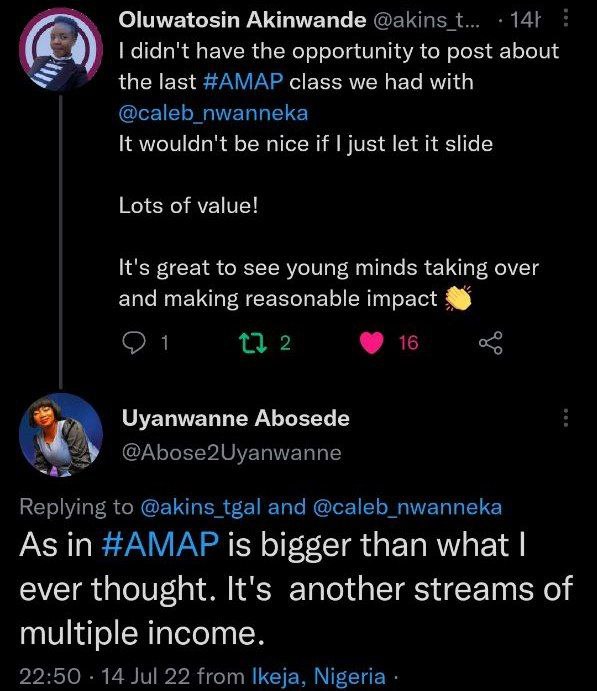 Oluwatosin Akinwande @akins_t... · 14h
I didn't have the opportunity to post about
the last #AMAP class we had with
@caleb_nwanneka
It wouldn't be nice if I just let it slide
Lots of value!
It's great to see young minds taking over
and making reasonable impact 👏
1 2 16
Uyanwanne Abosede
@Abose2Uyanwanne
Replying to @akins_tgal and @caleb_nwanneka
As in #AMAP is bigger than what I
ever thought. It's another streams of
multiple income.
22:50 · 14 Jul 22 from Ikeja, Nigeria ·